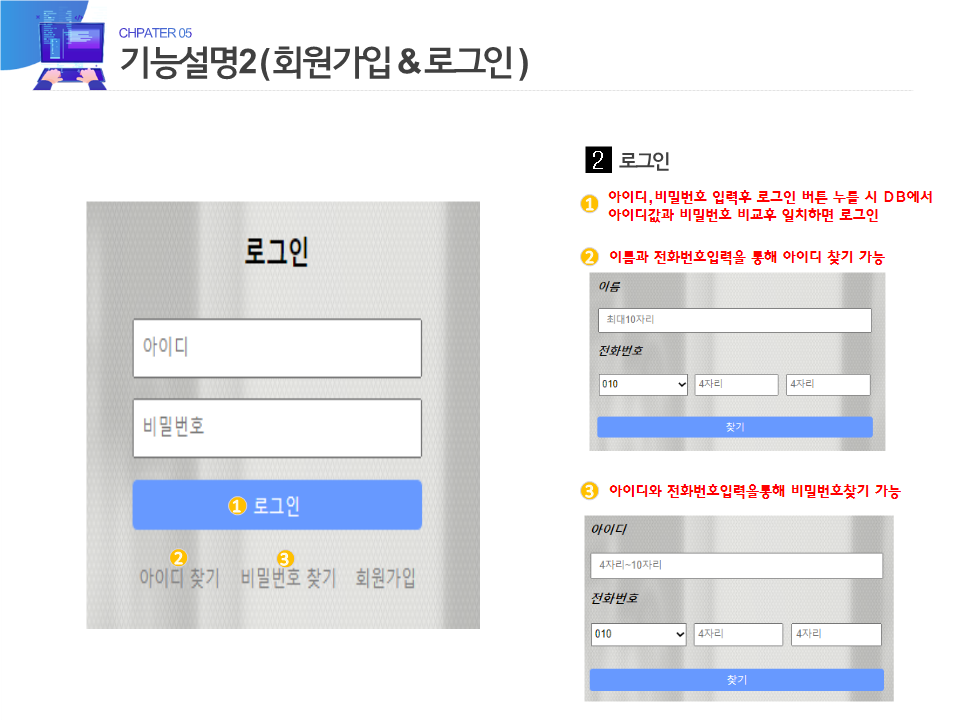 CHPATER 05
기능설명2 ( 회원가입 & 로그인 )
로그인
아이디
비밀번호
1 로그인
2
3
아이디 찾기 비밀번호 찾기 회원가입
2 로그인
1 아이디,비밀번호 입력후 로그인 버튼 누를 시 DB에서
아이디값과 비밀번호 비교후 일치하면 로그인
2 이름과 전화번호입력을 통해 아이디 찾기 가능
이름
최대10자리
전화번호
010 4자리 4자리
찾기
3 아이디와 전화번호입력을통해 비밀번호찾기 가능
아이디
4자리~10자리
전화번호
010 4자리 4자리
찾기